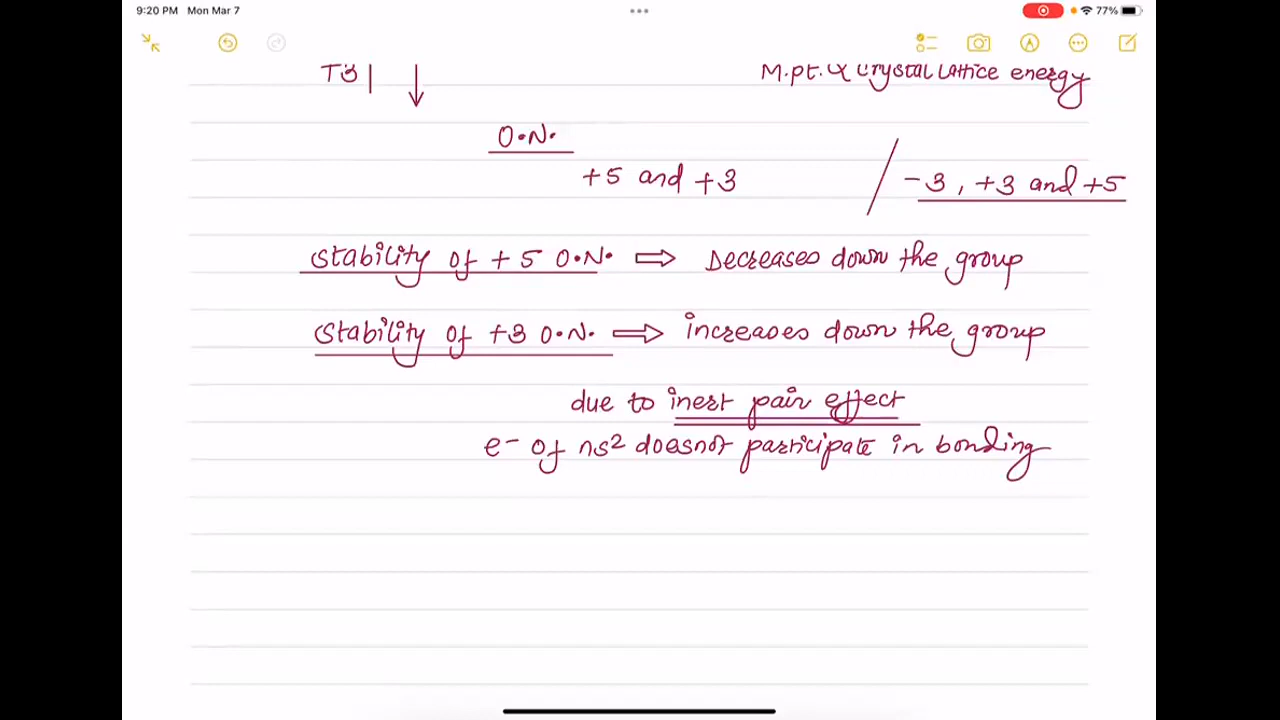 9:20 PM Mon Mar 7
77%
M.pt. α crystal lattice energy
O.N.
+5 and +3
-3, +3 and +5
stability of +5 O.N. ⇒ Decreases down the group
stability of +3 O.N. ⇒ increases down the group
due to inert pair effect
e- of ns2 doesnot participate in bonding